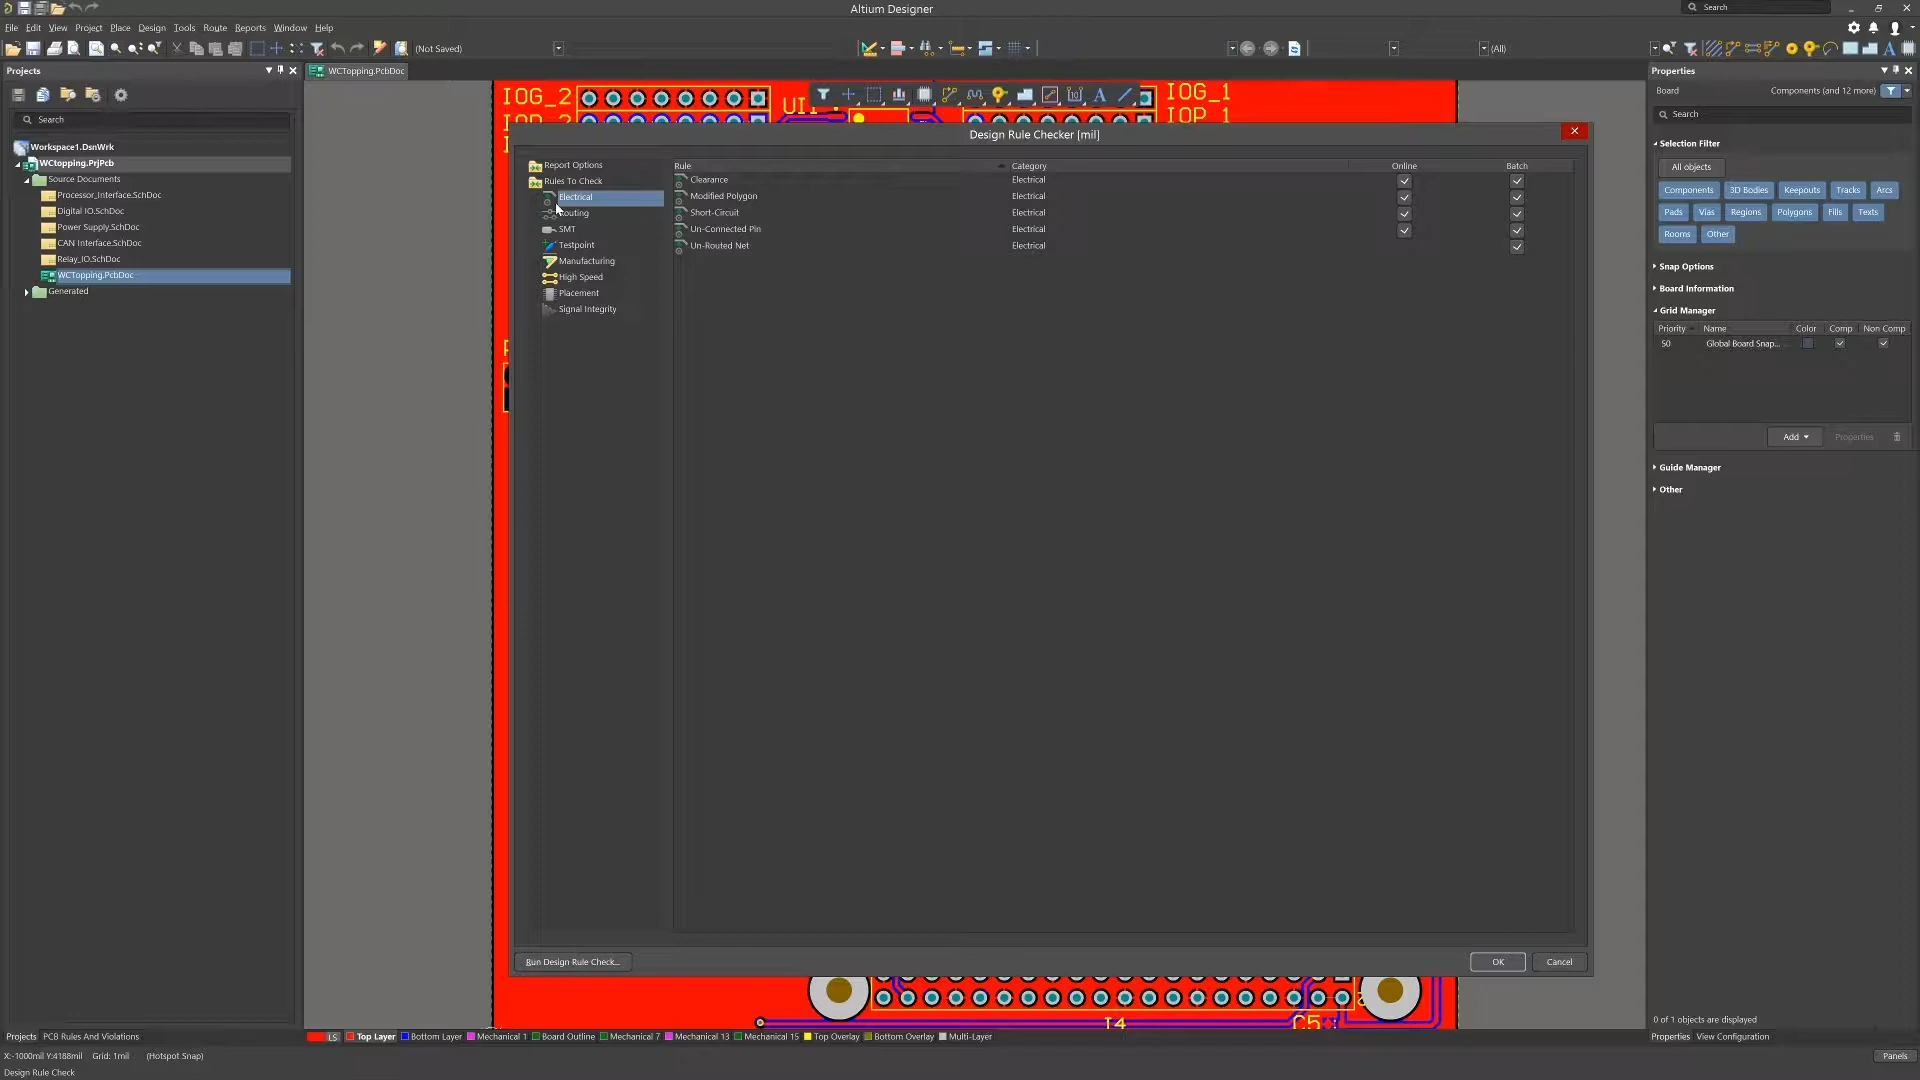 Altium Designer
Search
File Edit View Project Place Design Tools Route Reports Window Help
(Not Saved)
(All)
Projects
WCTopping.PcbDoc
Properties
Board
Components (and 12 more)
Search
Search
Workspace1.DsnWrk
WCtopping.PrjPcb
Source Documents
Processor_Interface.SchDoc
Digital IO.SchDoc
Power Supply.SchDoc
CAN Interface.SchDoc
Relay_IO.SchDoc
WCTopping.PcbDoc
Generated
IOG_2
IOG_1
IOP_1
Design Rule Checker [mil]
Report Options
Rules To Check
Electrical
Routing
SMT
Testpoint
Manufacturing
High Speed
Placement
Signal Integrity
Rule Category Online Batch
Clearance Electrical
Modified Polygon Electrical
Short-Circuit Electrical
Un-Connected Pin Electrical
Un-Routed Net Electrical
Run Design Rule Check...
OK
Cancel
Selection Filter
All objects
Components 3D Bodies Keepouts Tracks Arcs
Pads Vias Regions Polygons Fills Texts
Rooms Other
Snap Options
Board Information
Grid Manager
Priority Name Color Comp Non Comp
50 Global Board Snap...
Add
Properties
Guide Manager
Other
C5
0 of 1 objects are displayed
Projects PCB Rules And Violations
LS Top Layer Bottom Layer Mechanical 1 Board Outline Mechanical 7 Mechanical 13 Mechanical 15 Top Overlay Bottom Overlay Multi-Layer
Properties View Configuration
X:-1000mil Y:4188mil Grid: 1mil (Hotspot Snap)
Panels
Design Rule Check